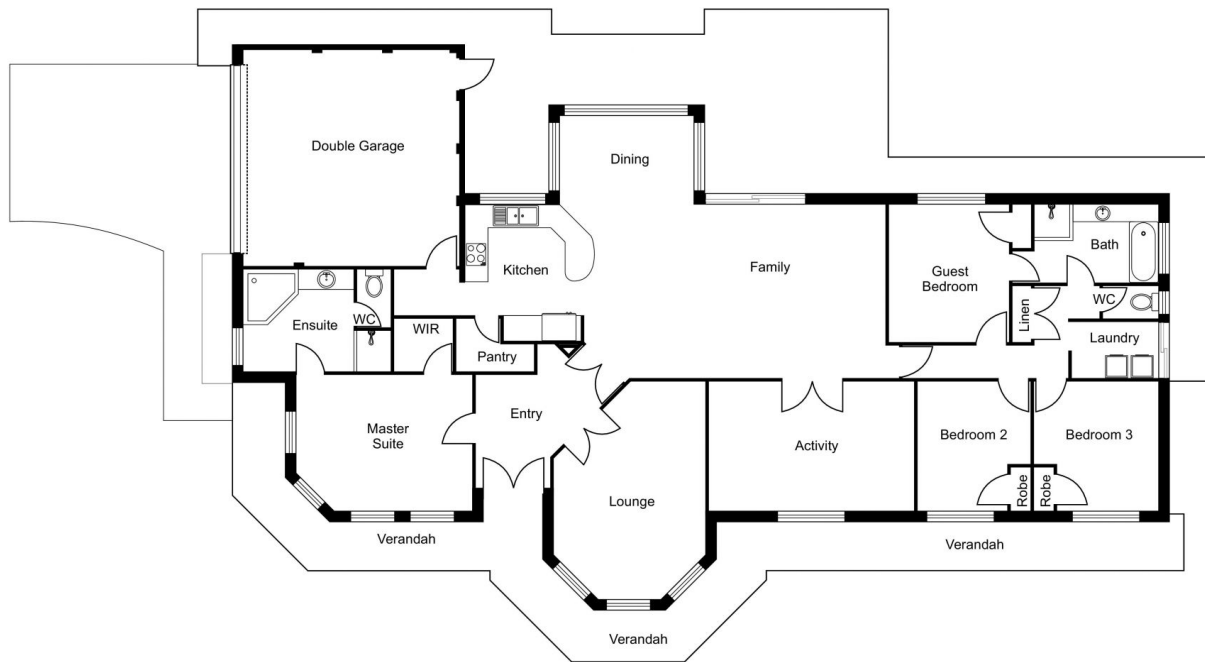 Double Garage
Dining
Kitchen
Family
Guest
Bedroom
Bath
WC
Linen
Laundry
Ensuite
WC
WIR
Pantry
Master
Suite
Entry
Lounge
Activity
Bedroom 2
Robe
Robe
Bedroom 3
Verandah
Verandah
Verandah